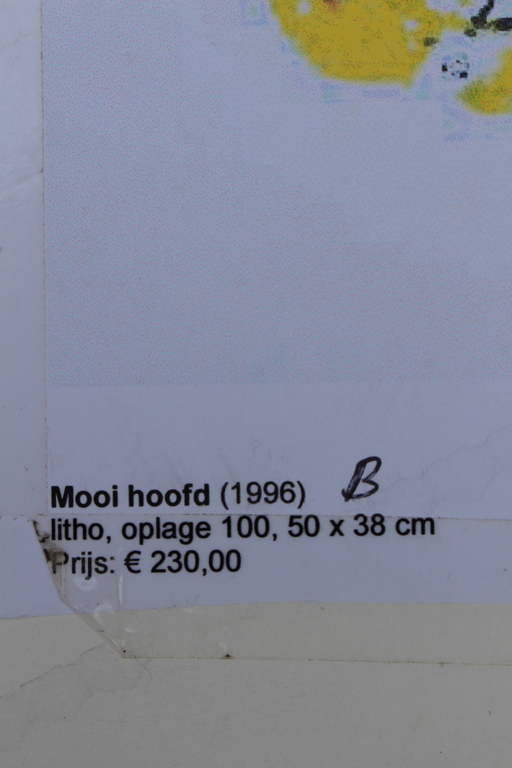 Mooi hoofd (1996) B
litho, oplage 100, 50 x 38 cm
Prijs: € 230,00